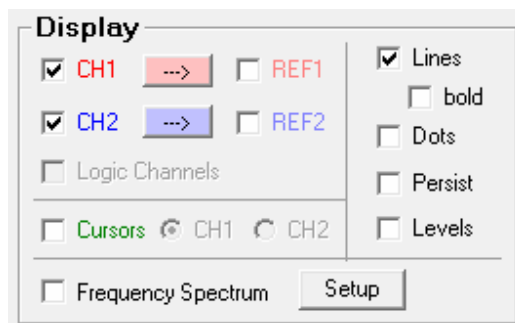 Display
CH1 ---> REF1
CH2 ---> REF2
Logic Channels
Cursors CH1 CH2
Frequency Spectrum Setup
Lines
bold
Dots
Persist
Levels